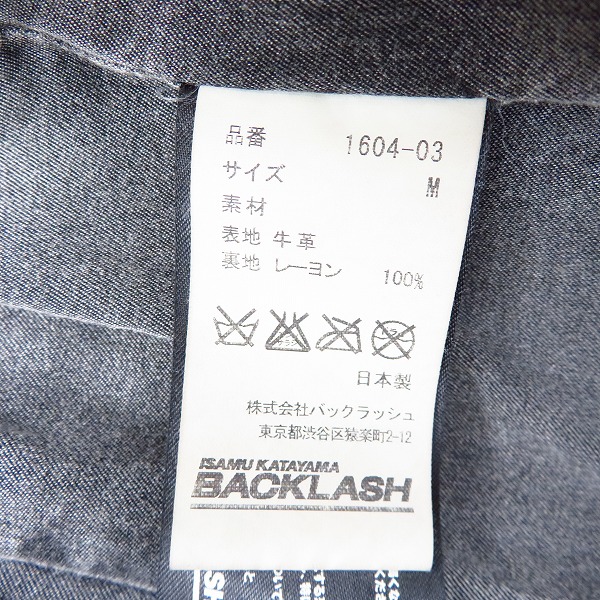 品番 1604-03
サイズ M
素材
表地 牛革
裏地 レーヨン 100%
日本製
株式会社バックラッシュ
東京都渋谷区猿楽町2-12
ISAMU KATAYAMA
BACKLASH